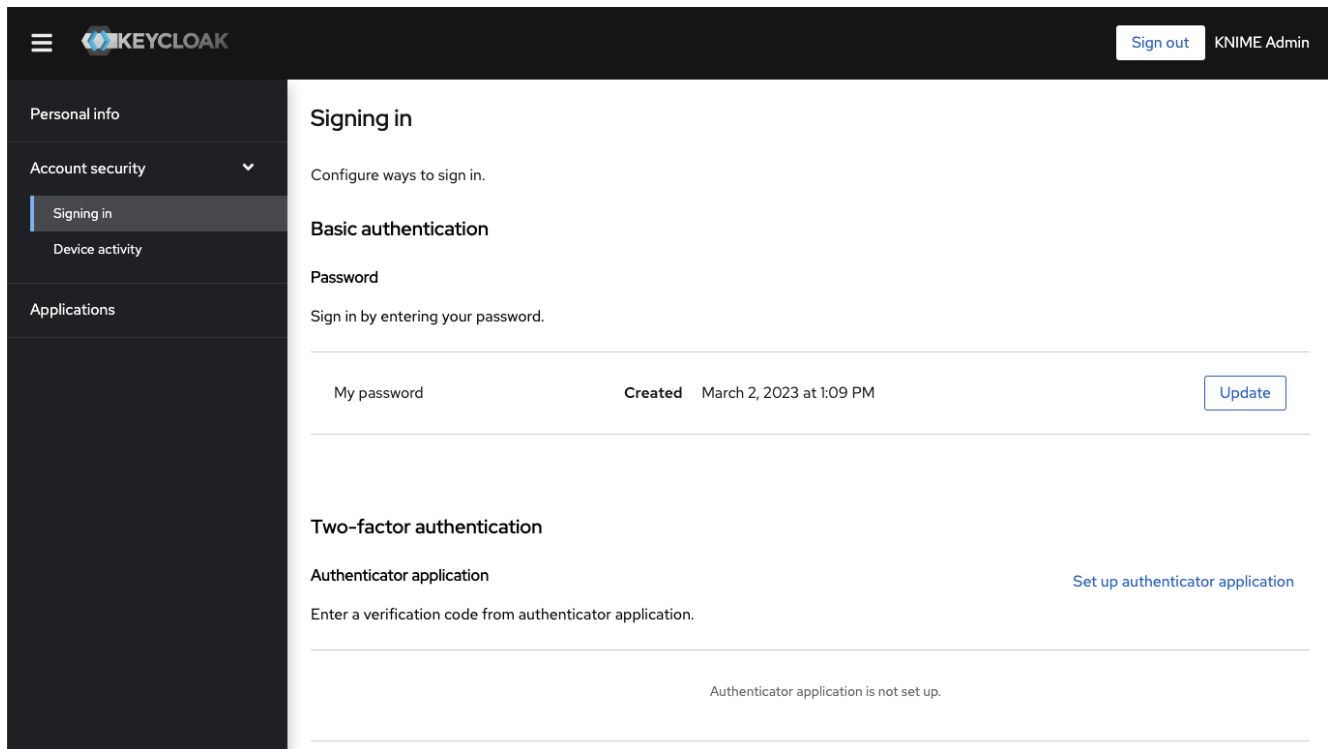 KEYCLOAK
Sign out
KNIME Admin
Personal info
Account security
Signing in
Device activity
Applications
Signing in
Configure ways to sign in.
Basic authentication
Password
Sign in by entering your password.
My password Created March 2, 2023 at 1:09 PM Update
Two-factor authentication
Authenticator application
Set up authenticator application
Enter a verification code from authenticator application.
Authenticator application is not set up.